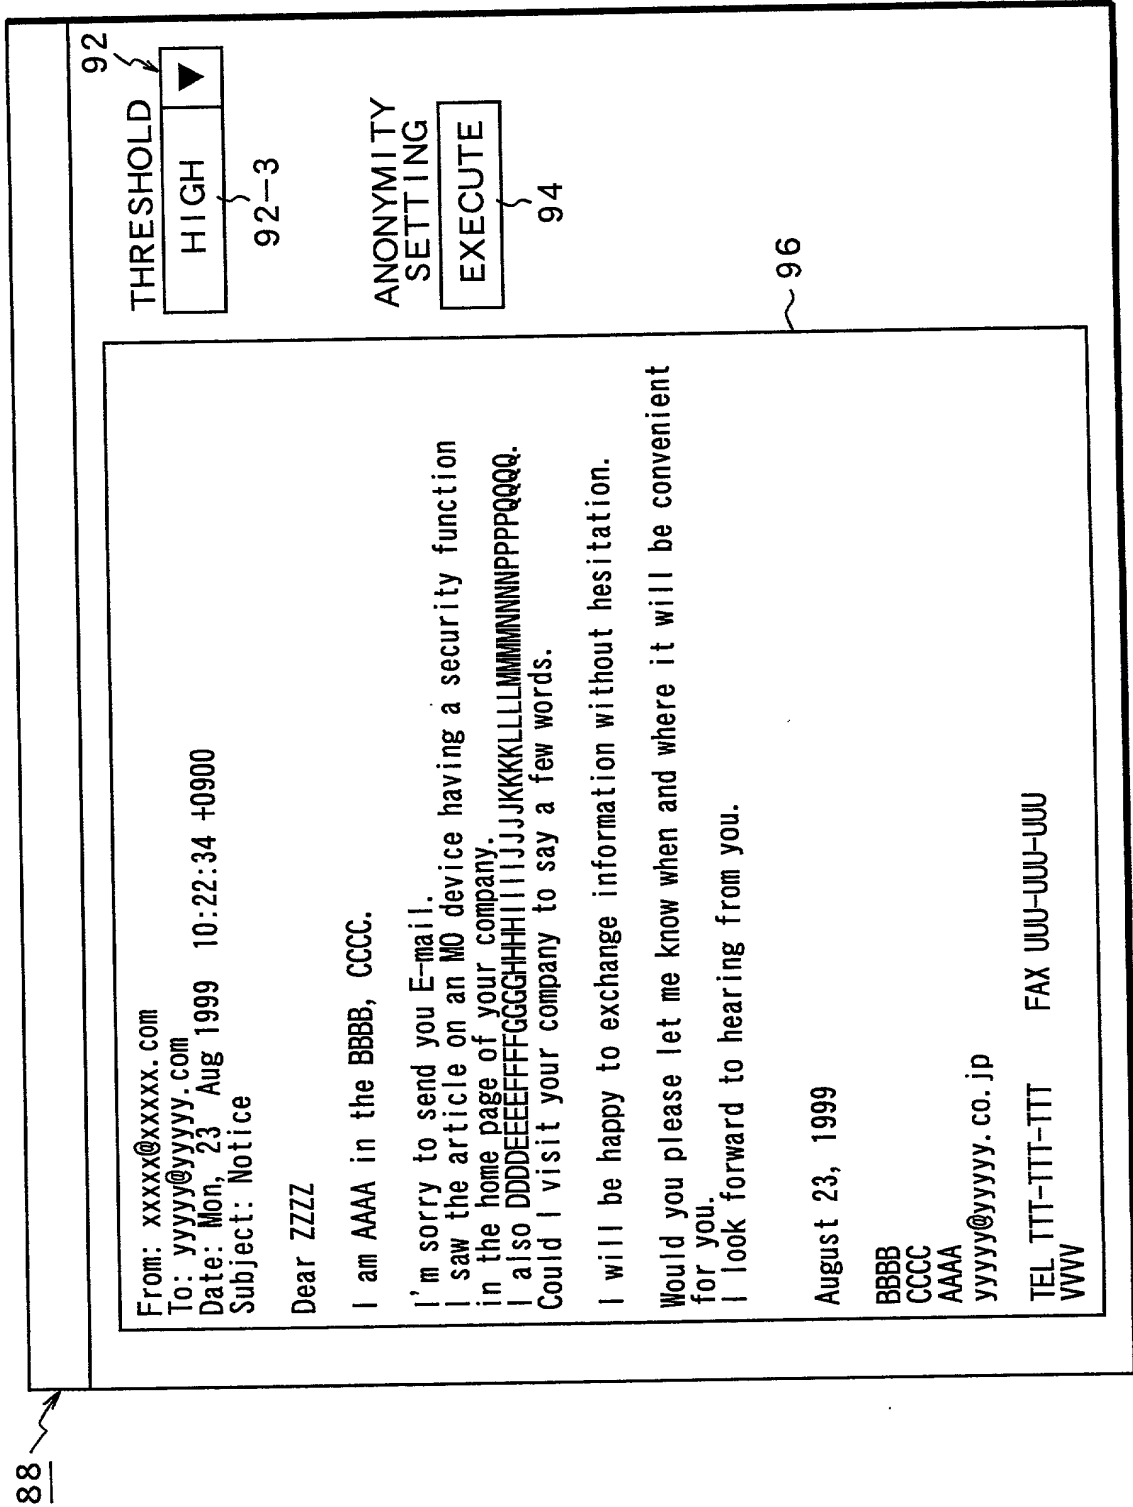 88
THRESHOLD
92
HIGH ▼
92-3
ANONYMITY
SETTING
EXECUTE
94
96
From: xxxxx@xxxxx.com
To: yyyyy@yyyyy.com
Date: Mon, 23 Aug 1999 10:22:34 +0900
Subject: Notice
Dear ZZZZ
I am AAAA in the BBBB, CCCC.
I'm sorry to send you E-mail.
I saw the article on an MO device having a security function
in the home page of your company.
I also DDDDEEEEFFFFGGGGHHHHIIIIJJJJKKKKLLLLMMMMNNNNPPPPQQQQ.
Could I visit your company to say a few words.
I will be happy to exchange information without hesitation.
Would you please let me know when and where it will be convenient
for you.
I look forward to hearing from you.
August 23, 1999
BBBB
CCCC
AAAA
yyyyy@yyyyy.co.jp
TEL TTT-TTT-TTT FAX UUU-UUU-UUU
VVVV